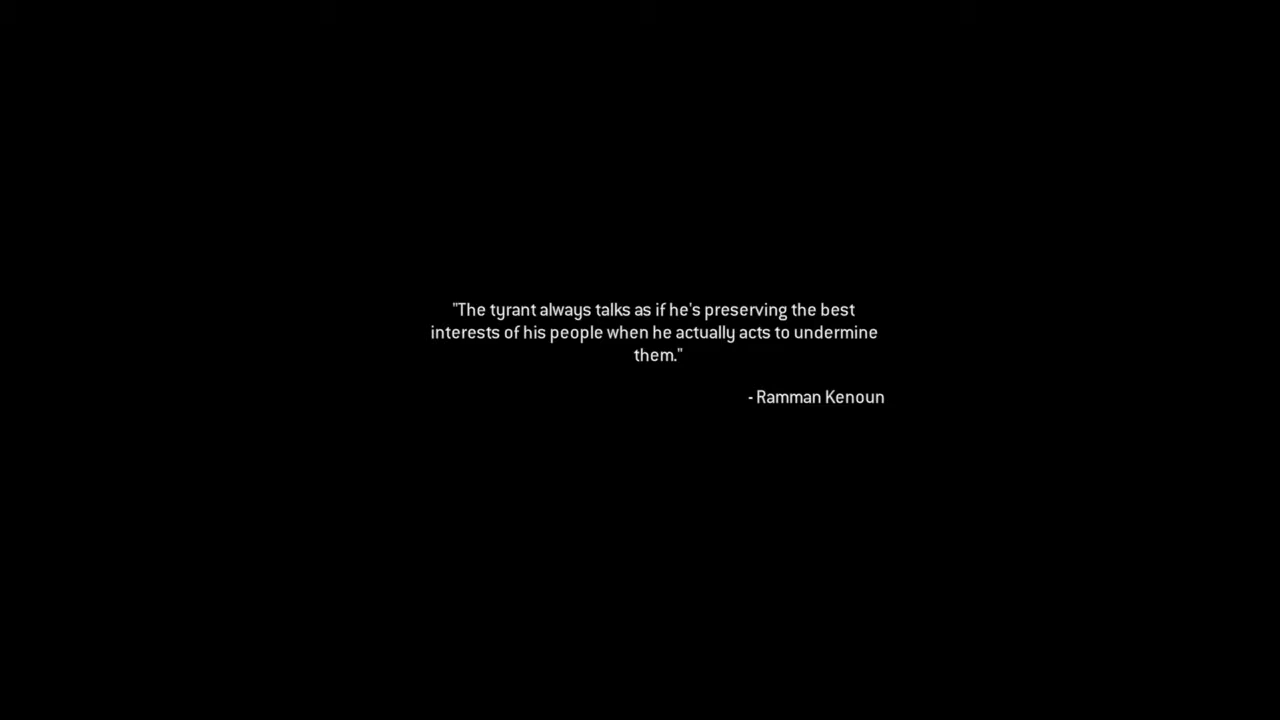 "The tyrant always talks as if he's preserving the best
interests of his people when he actually acts to undermine
them."
- Ramman Kenoun